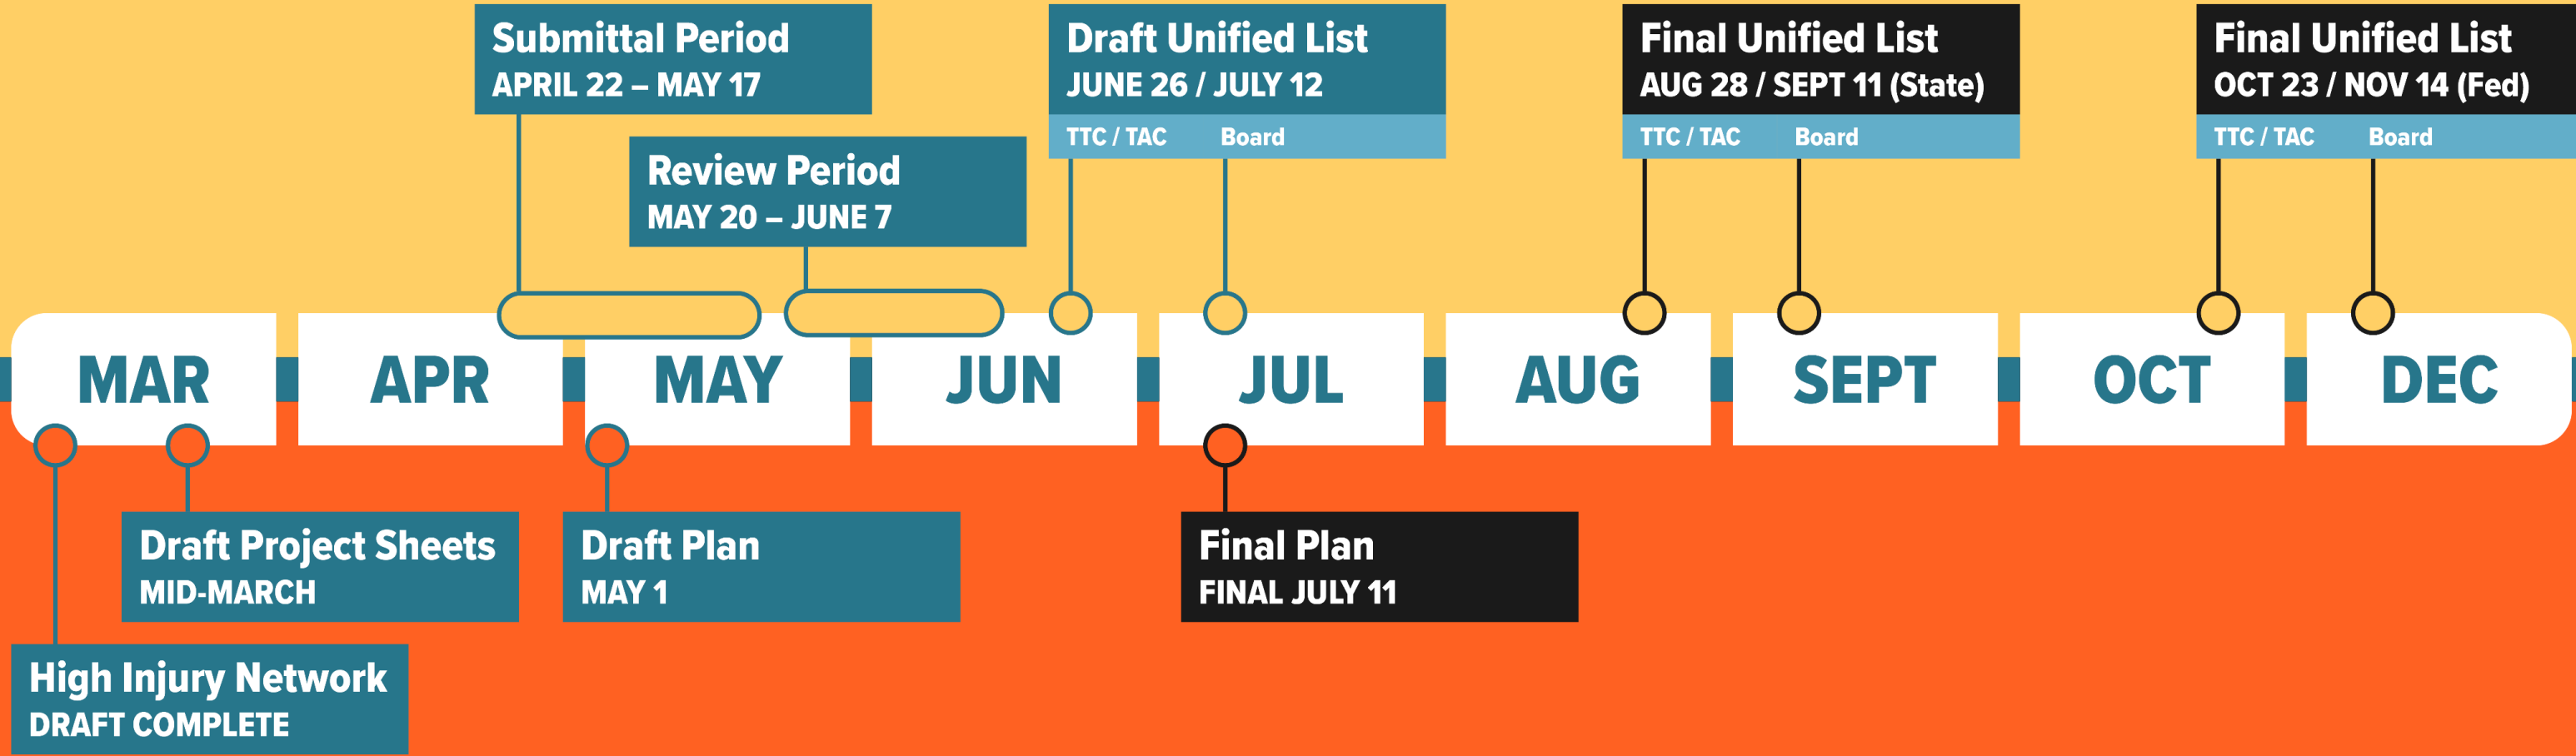 Submittal Period
APRIL 22 – MAY 17
Review Period
MAY 20 – JUNE 7
Draft Unified List
JUNE 26 / JULY 12
TTC / TAC Board
Final Unified List
AUG 28 / SEPT 11 (State)
TTC / TAC Board
Final Unified List
OCT 23 / NOV 14 (Fed)
TTC / TAC Board
MAR APR MAY JUN JUL AUG SEPT OCT DEC
Draft Project Sheets
MID-MARCH
Draft Plan
MAY 1
Final Plan
FINAL JULY 11
High Injury Network
DRAFT COMPLETE